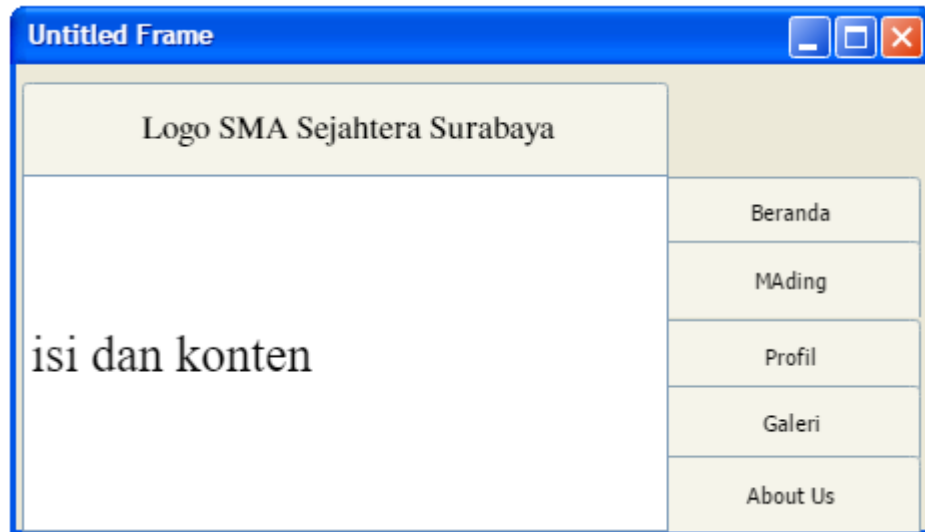 Untitled Frame
Logo SMA Sejahtera Surabaya
isi dan konten
Beranda
MAding
Profil
Galeri
About Us